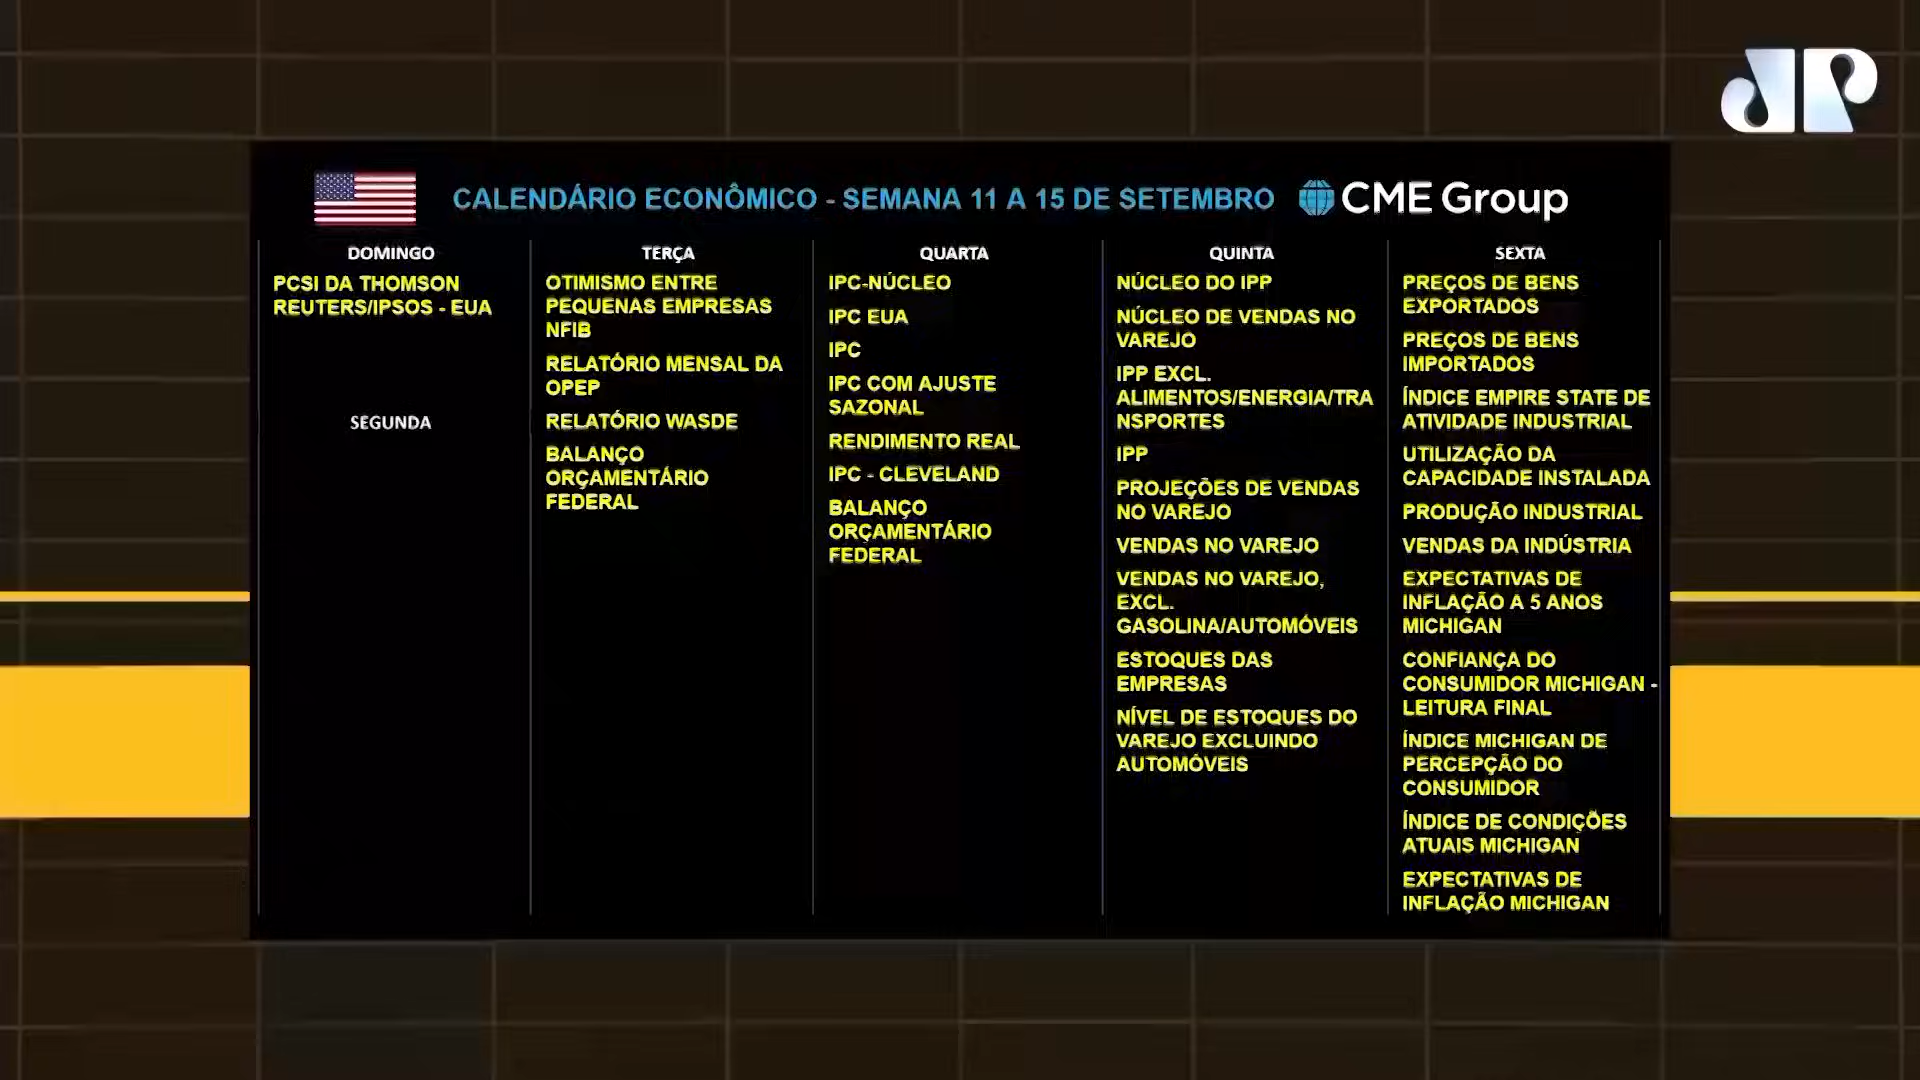 JP
CALENDÁRIO ECONÔMICO - SEMANA 11 A 15 DE SETEMBRO
CME Group
DOMINGO
PCSI DA THOMSON
REUTERS/IPSOS - EUA
SEGUNDA
TERÇA
OTIMISMO ENTRE
PEQUENAS EMPRESAS
NFIB
RELATÓRIO MENSAL DA
OPEP
RELATÓRIO WASDE
BALANÇO
ORÇAMENTÁRIO
FEDERAL
QUARTA
IPC-NÚCLEO
IPC EUA
IPC
IPC COM AJUSTE
SAZONAL
RENDIMENTO REAL
IPC - CLEVELAND
BALANÇO
ORÇAMENTÁRIO
FEDERAL
QUINTA
NÚCLEO DO IPP
NÚCLEO DE VENDAS NO
VAREJO
IPP EXCL.
ALIMENTOS/ENERGIA/TRA
NSPORTES
IPP
PROJEÇÕES DE VENDAS
NO VAREJO
VENDAS NO VAREJO
VENDAS NO VAREJO,
EXCL.
GASOLINA/AUTOMÓVEIS
ESTOQUES DAS
EMPRESAS
NÍVEL DE ESTOQUES DO
VAREJO EXCLUINDO
AUTOMÓVEIS
SEXTA
PREÇOS DE BENS
EXPORTADOS
PREÇOS DE BENS
IMPORTADOS
ÍNDICE EMPIRE STATE DE
ATIVIDADE INDUSTRIAL
UTILIZAÇÃO DA
CAPACIDADE INSTALADA
PRODUÇÃO INDUSTRIAL
VENDAS DA INDÚSTRIA
EXPECTATIVAS DE
INFLAÇÃO A 5 ANOS
MICHIGAN
CONFIANÇA DO
CONSUMIDOR MICHIGAN -
LEITURA FINAL
ÍNDICE MICHIGAN DE
PERCEPÇÃO DO
CONSUMIDOR
ÍNDICE DE CONDIÇÕES
ATUAIS MICHIGAN
EXPECTATIVAS DE
INFLAÇÃO MICHIGAN